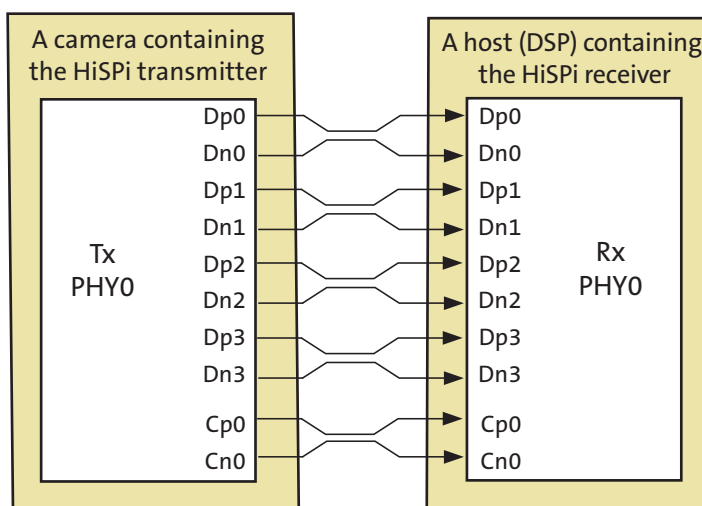 A camera containing
the HiSPi transmitter
Tx
PHY0
Dp0
Dn0
Dp1
Dn1
Dp2
Dn2
Dp3
Dn3
Cp0
Cn0
A host (DSP) containing
the HiSPi receiver
Dp0
Dn0
Dp1
Dn1
Dp2
Dn2
Dp3
Dn3
Cp0
Cn0
Rx
PHY0